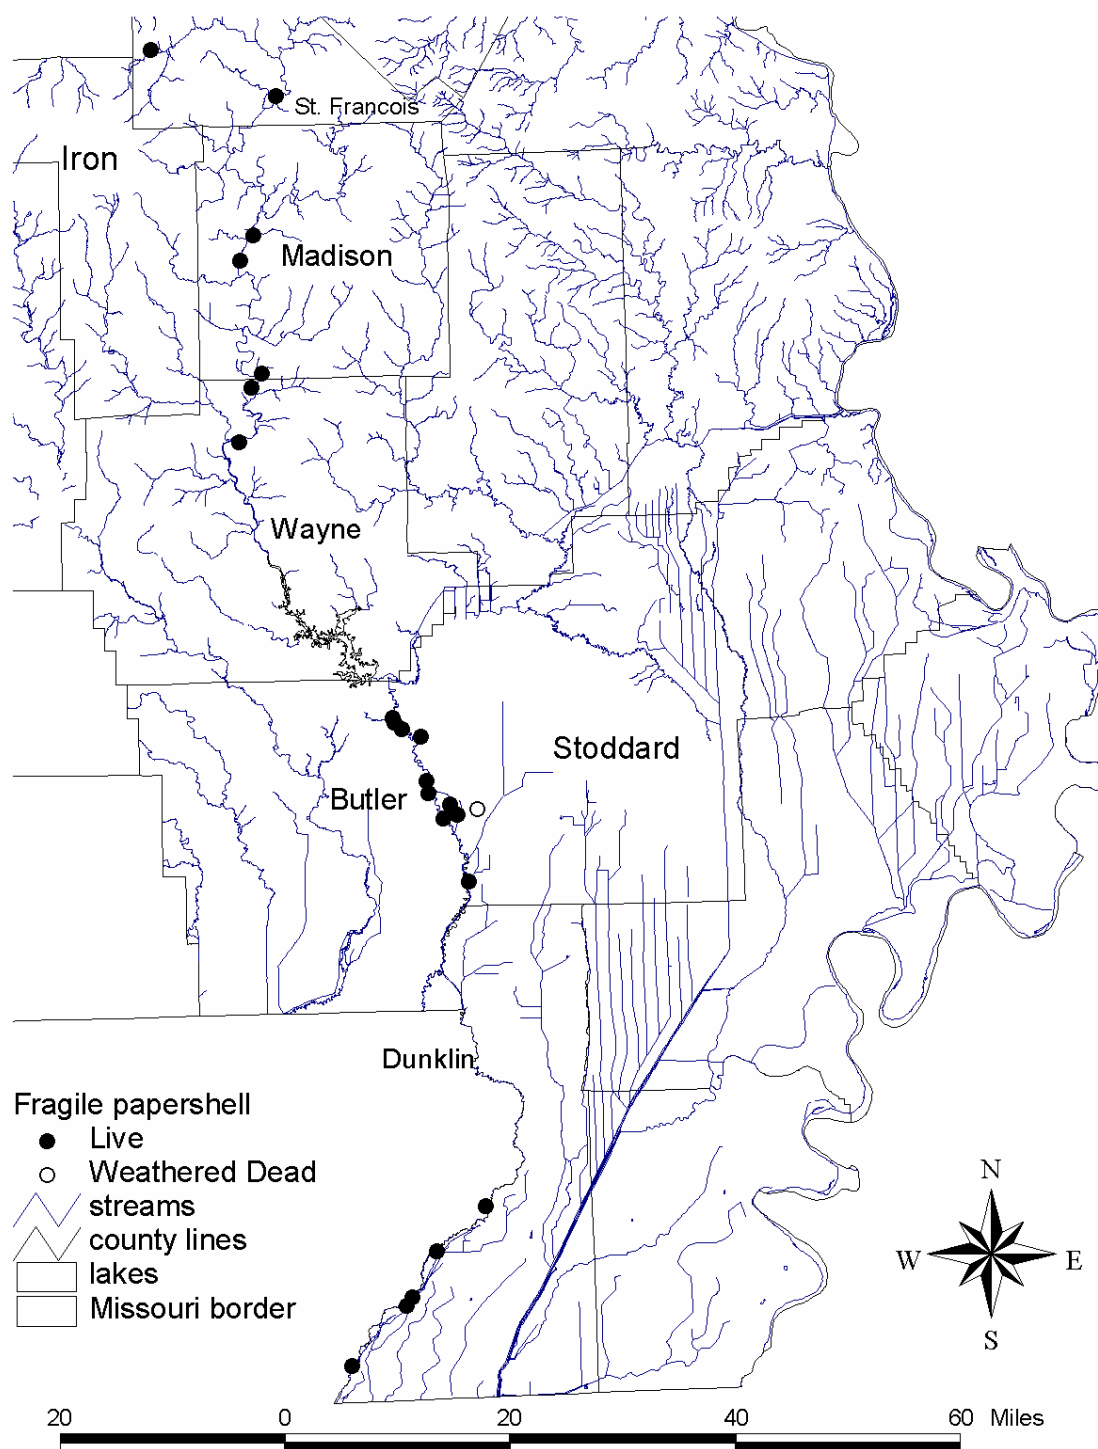 St. Francois
Iron
Madison
Wayne
Stoddard
Butler
Dunklin
Fragile papershell
Live
Weathered Dead
streams
county lines
lakes
Missouri border
N
W
E
S
20 0 20 40 60 Miles